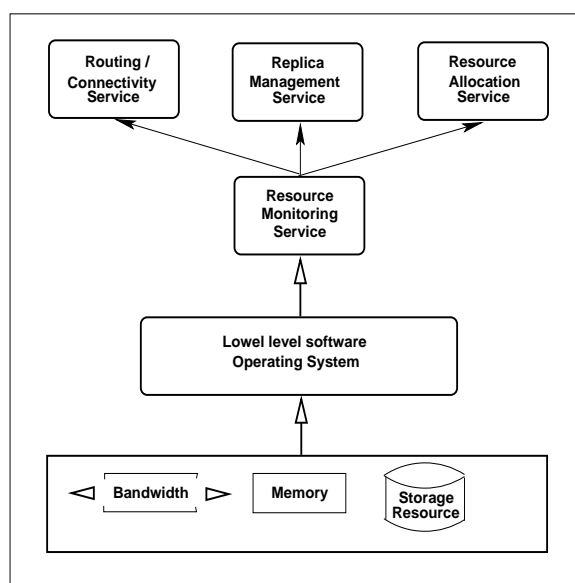 Routing /
Connectivity
Service
Replica
Management
Service
Resource
Allocation
Service
Resource
Monitoring
Service
Lowel level software
Operating System
Bandwidth
Memory
Storage
Resource